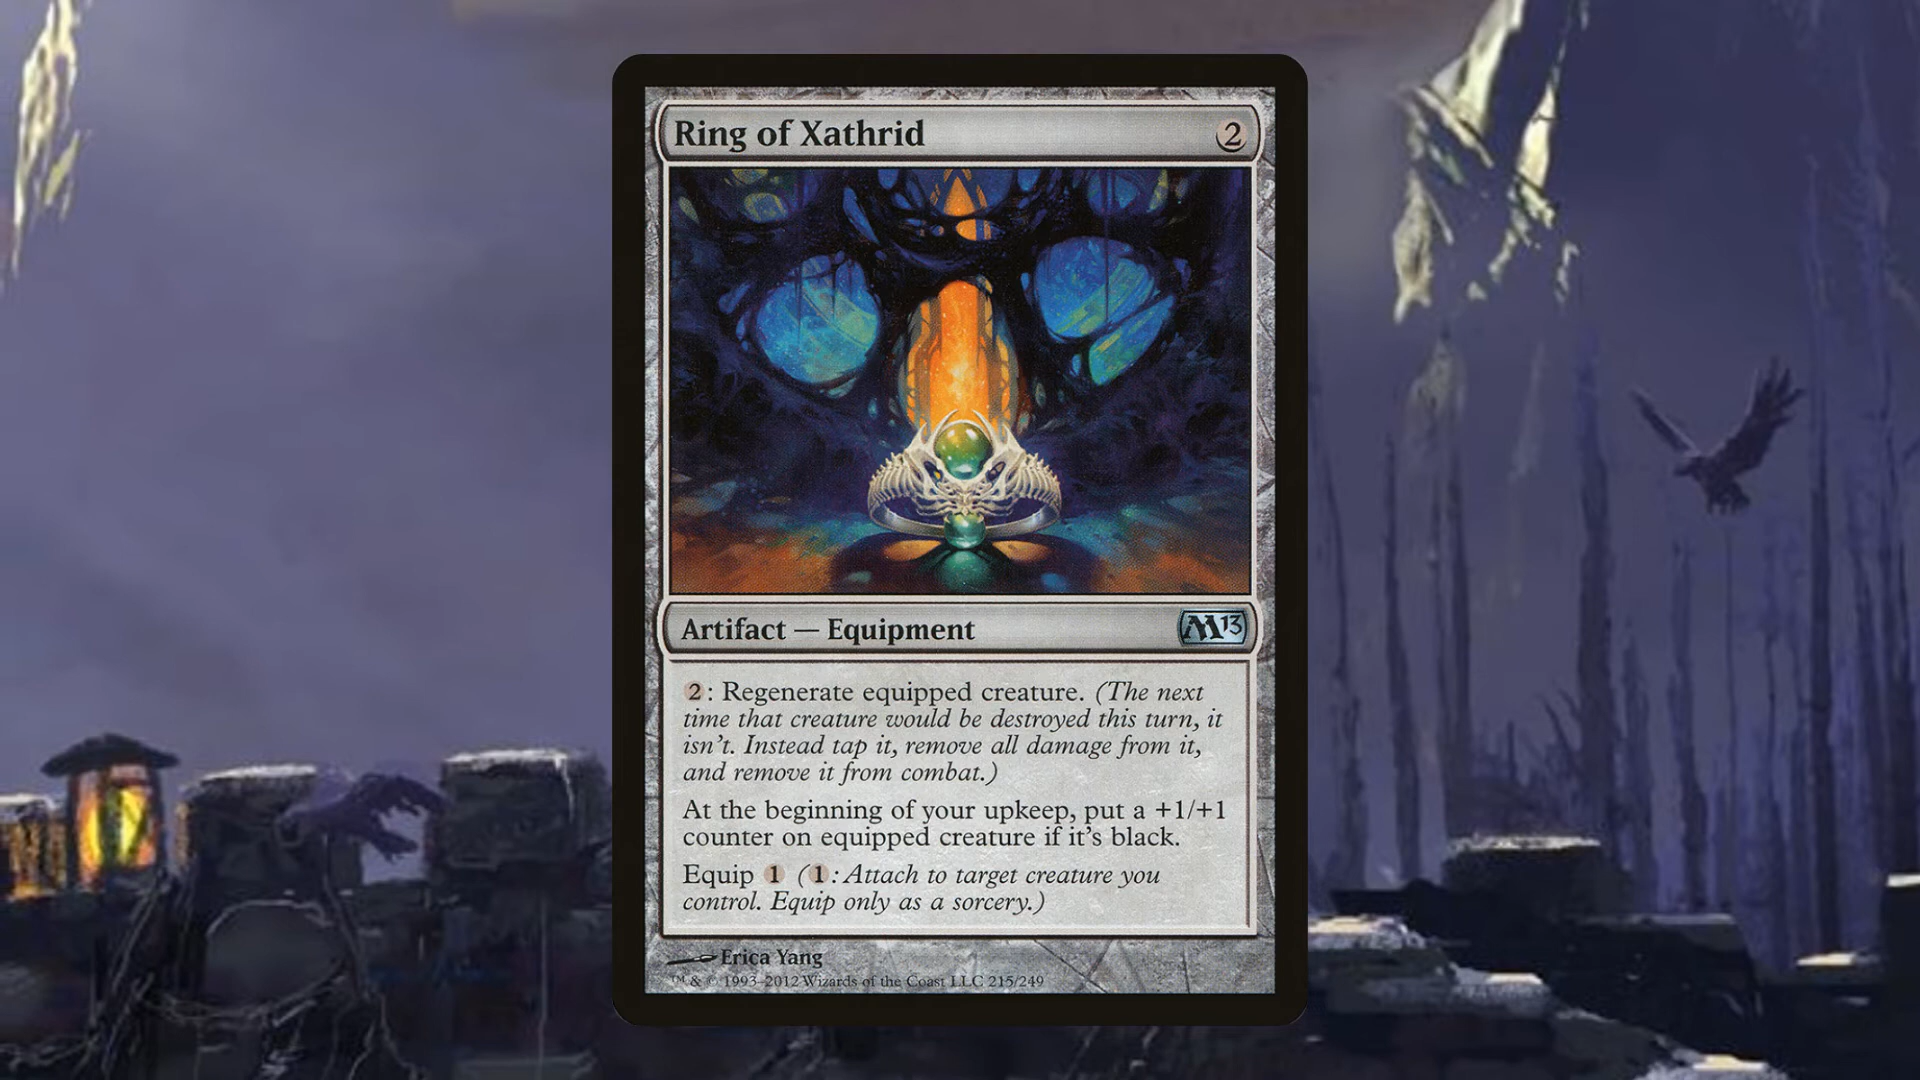 Ring of Xathrid 2
Artifact — Equipment M13
2: Regenerate equipped creature. (The next
time that creature would be destroyed this turn, it
isn't. Instead tap it, remove all damage from it,
and remove it from combat.)
At the beginning of your upkeep, put a +1/+1
counter on equipped creature if it's black.
Equip 1 (1: Attach to target creature you
control. Equip only as a sorcery.)
Erica Yang
™ & © 1993–2012 Wizards of the Coast LLC 215/249